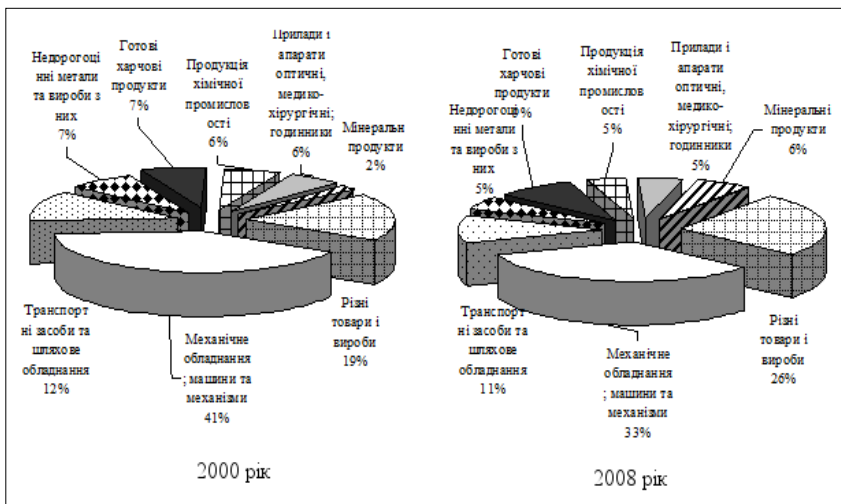 Недорогоці
нні метали
та вироби з
них
7%
Готові
харчові
продукти
7%
Продукція
хімічної
промислов
ості
6%
Прилади і
апарати
оптичні,
медико-
хірургічні;
годинники
6%
Мінеральн
продукти
2%
Різні
товари і
вироби
19%
Механічне
обладнання
; машини та
механізми
41%
Транспорт
ні засоби та
шляхове
обладнання
12%
2000 рік
Недорогоці
нні метали
та вироби з
них
5%
Готові
харчові
продукти
Продукція
хімічної
промислов
ості
5%
Прилади і
апарати
оптичні,
медико-
хірургічні;
годинники
5%
Мінеральні
продукти
6%
Різні
товари і
вироби
26%
Механічне
обладнання
; машини та
механізми
33%
Транспорт
ні засоби та
шляхове
обладнання
11%
2008 рік